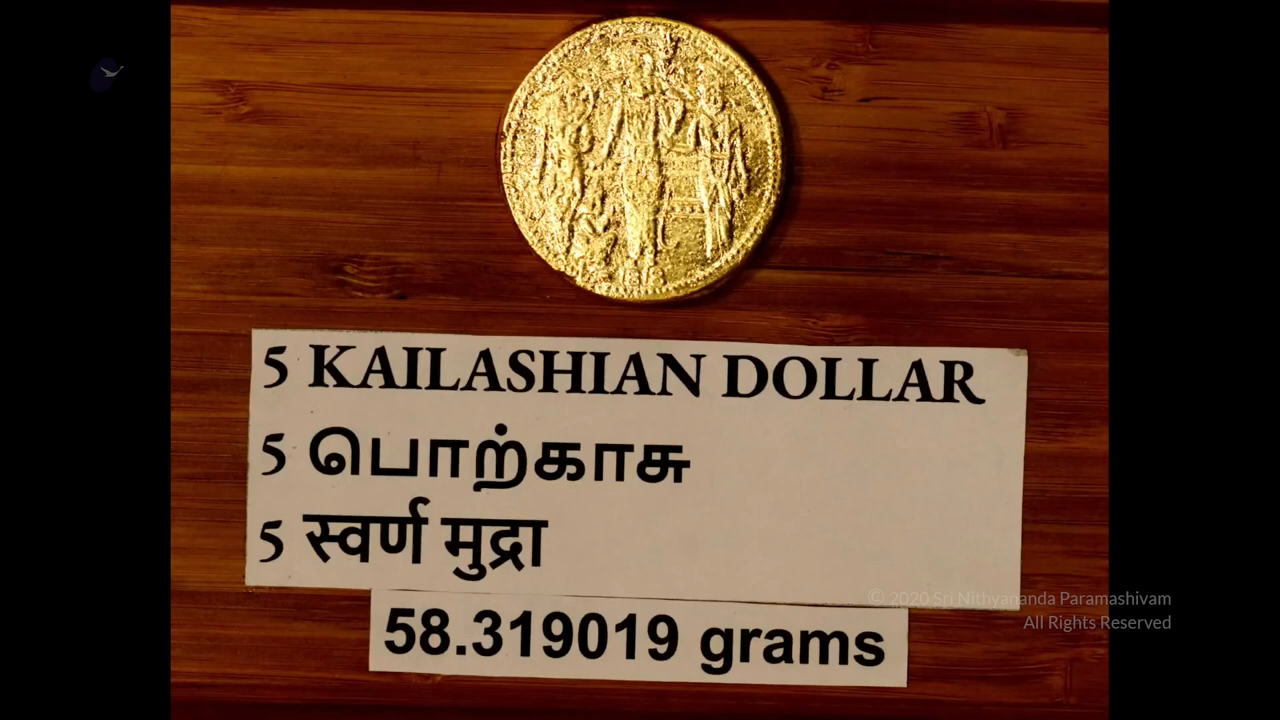 5 KAILASHIAN DOLLAR
5 பொற்காசு
5 स्वर्ण मुद्रा
58.319019 grams
© 2020 Sri Nithyananda Paramashivam
All Rights Reserved